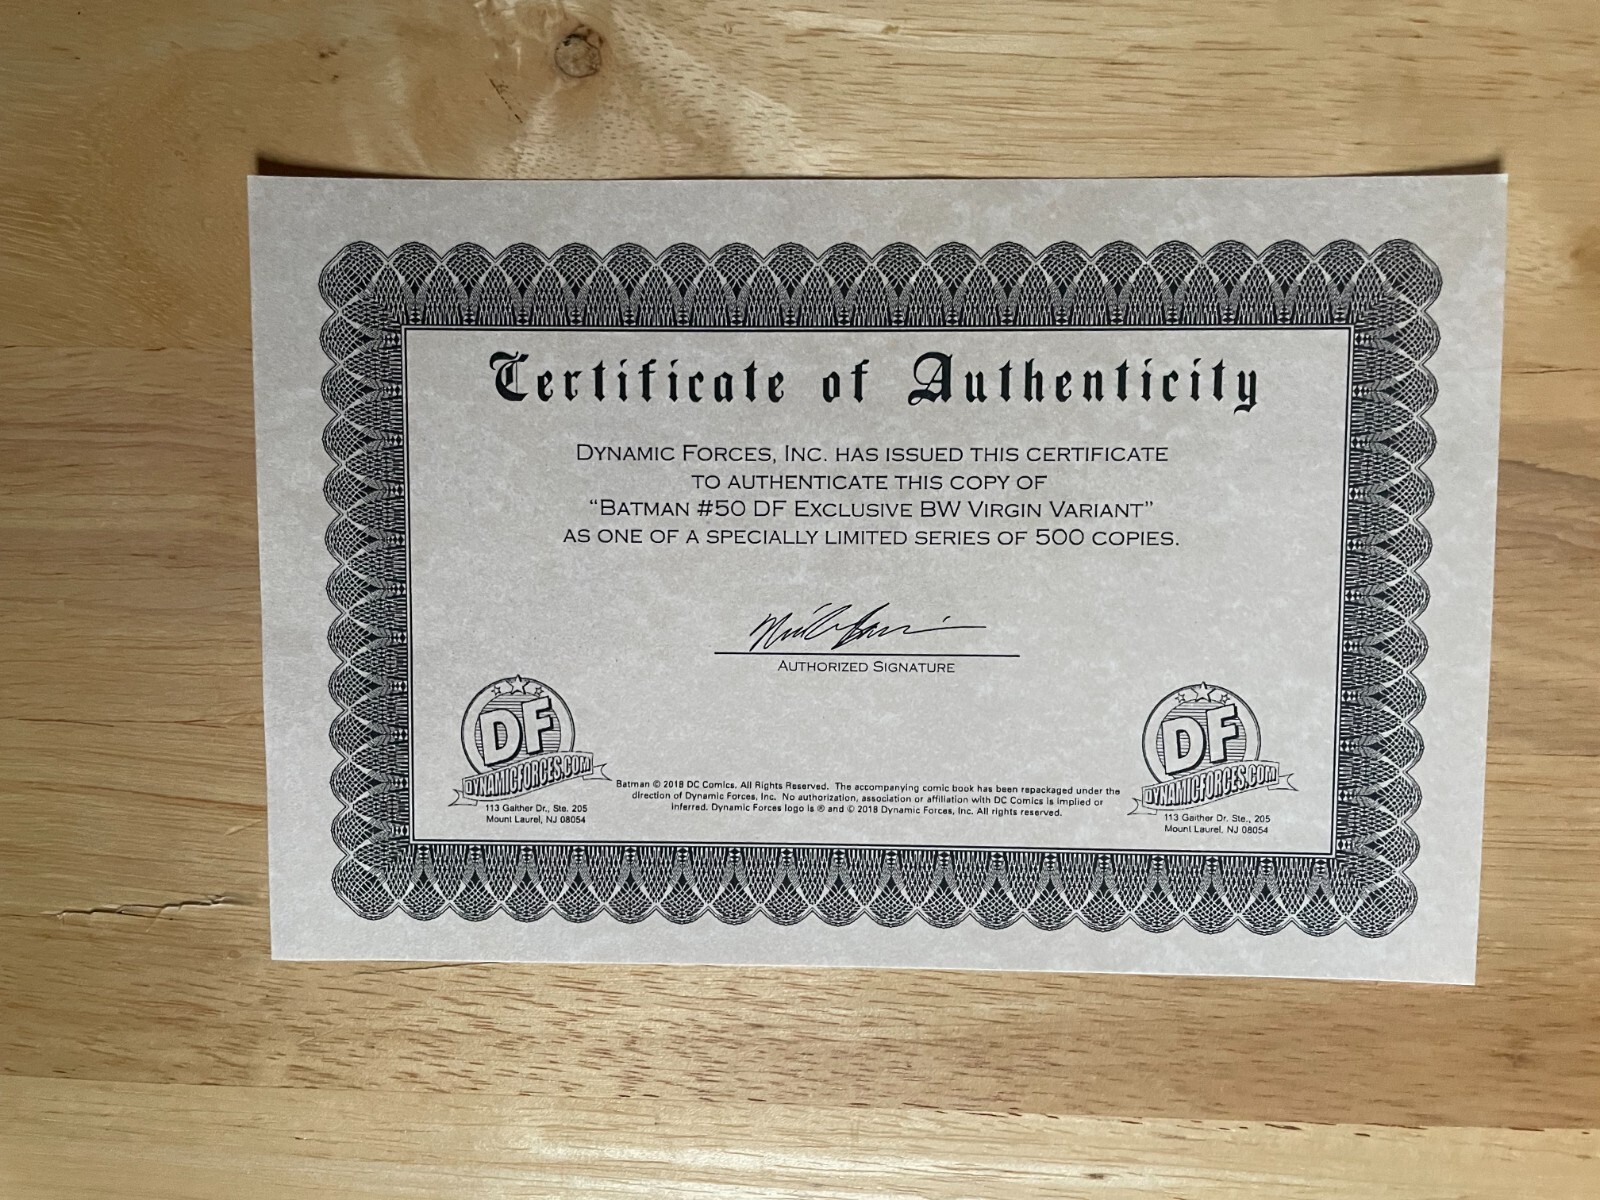 Certificate of Authenticity
Dynamic Forces, Inc. has issued this certificate
to authenticate this copy of
“Batman #50 DF Exclusive BW Virgin Variant”
as one of a specially limited series of 500 copies.
Authorized Signature
DF
DYNAMICFORCES.COM
113 Gaither Dr., Ste. 205
Mount Laurel, NJ 08054
Batman © 2018 DC Comics. All Rights Reserved. The accompanying comic book has been repackaged under the
direction of Dynamic Forces, Inc. No authorization, association or affiliation with DC Comics is implied or
inferred. Dynamic Forces logo is ® and © 2018 Dynamic Forces, Inc. All rights reserved.
DF
DYNAMICFORCES.COM
113 Gaither Dr. Ste., 205
Mount Laurel, NJ 08054